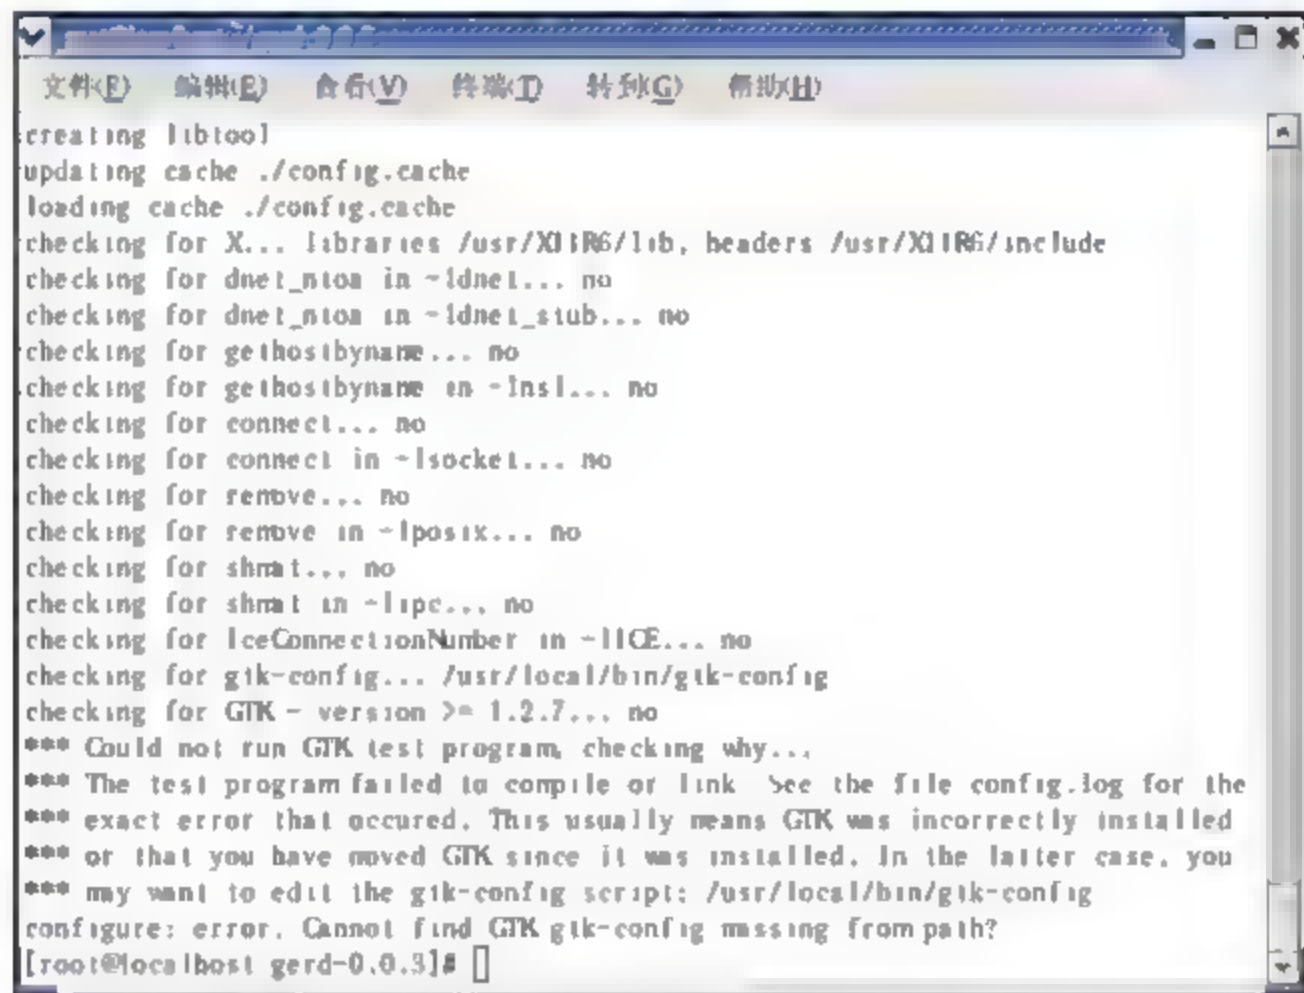 文件(F) 编辑(E) 查看(V) 终端(T) 转到(G) 帮助(H)
creating libtool
updating cache ./config.cache
loading cache ./config.cache
checking for X... libraries /usr/X11R6/lib, headers /usr/X11R6/include
checking for dnet_ntoa in -ldnet... no
checking for dnet_ntoa in -ldnet_stub... no
checking for gethostbyname... no
checking for gethostbyname in -lnsl... no
checking for connect... no
checking for connect in -lsocket... no
checking for remove... no
checking for remove in -lposix... no
checking for shmat... no
checking for shmat in -lipc... no
checking for IceConnectionNumber in -lICE... no
checking for gtk-config... /usr/local/bin/gtk-config
checking for GTK - version >= 1.2.7... no
*** Could not run GTK test program, checking why...
*** The test program failed to compile or link. See the file config.log for the
*** exact error that occured. This usually means GTK was incorrectly installed
*** or that you have moved GTK since it was installed. In the latter case, you
*** may want to edit the gtk-config script: /usr/local/bin/gtk-config
configure: error. Cannot find GTK gtk-config missing from path?
[root@localhost gerd-0.0.3]#